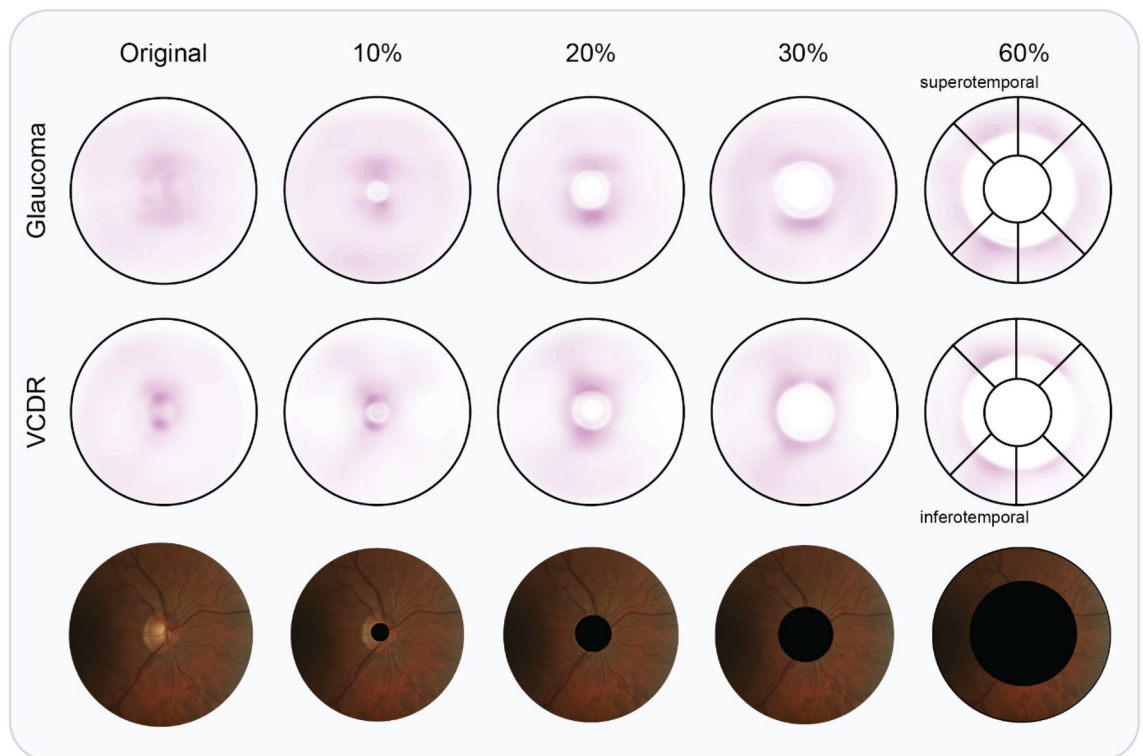 Original 10% 20% 30% 60%
superotemporal
Glaucoma
VCDR
inferotemporal